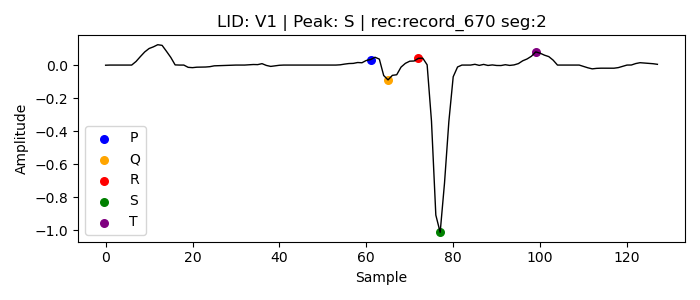 LID: V1 | Peak: S | rec:record_670 seg:2
Amplitude
0.0
−0.2
−0.4
−0.6
−0.8
−1.0
P
Q
R
S
T
0
20
40
60
80
100
120
Sample